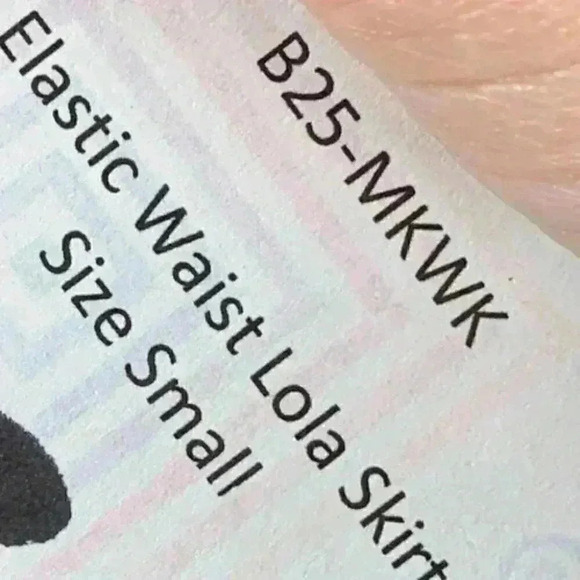 B25-MKWK
Elastic Waist Lola Skirt
Size Small